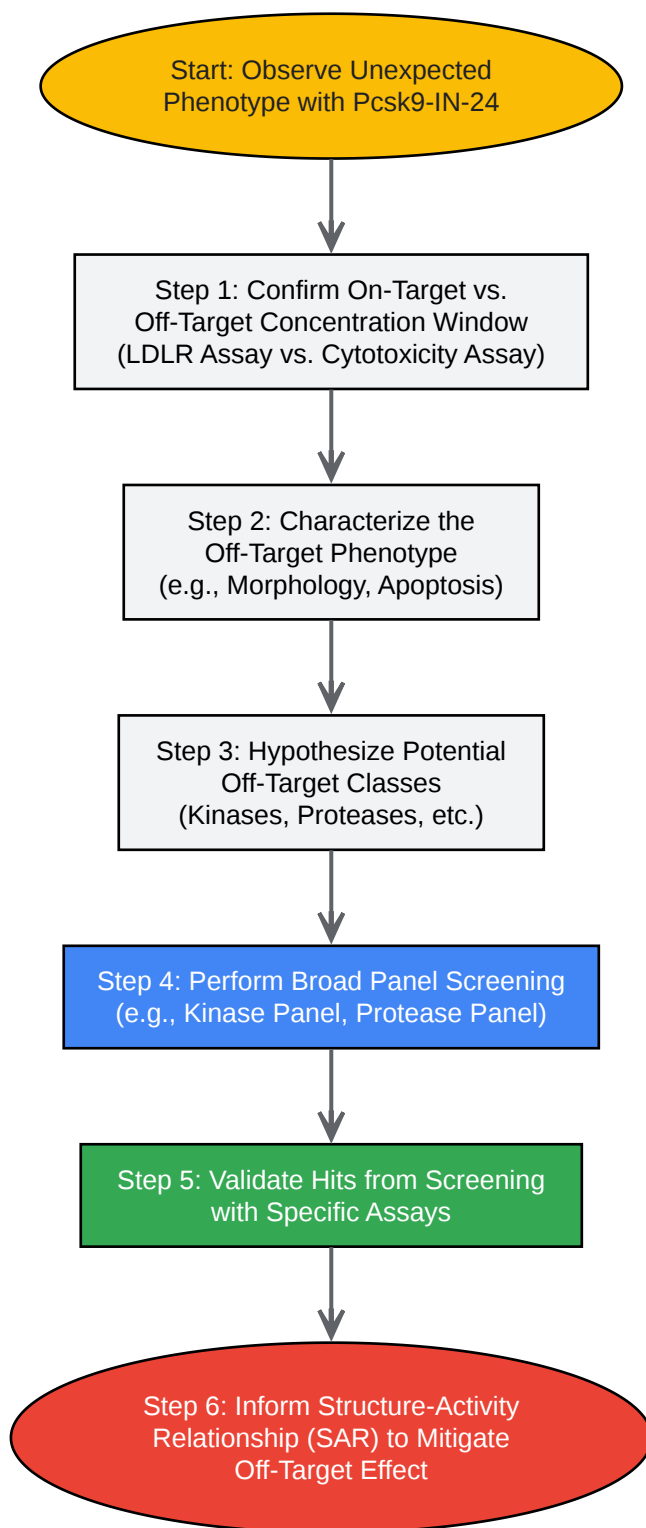 Start: Observe Unexpected
Phenotype with Pcsk9-IN-24
Step 1: Confirm On-Target vs.
Off-Target Concentration Window
(LDLR Assay vs. Cytotoxicity Assay)
Step 2: Characterize the
Off-Target Phenotype
(e.g., Morphology, Apoptosis)
Step 3: Hypothesize Potential
Off-Target Classes
(Kinases, Proteases, etc.)
Step 4: Perform Broad Panel Screening
(e.g., Kinase Panel, Protease Panel)
Step 5: Validate Hits from Screening
with Specific Assays
Step 6: Inform Structure-Activity
Relationship (SAR) to Mitigate
Off-Target Effect